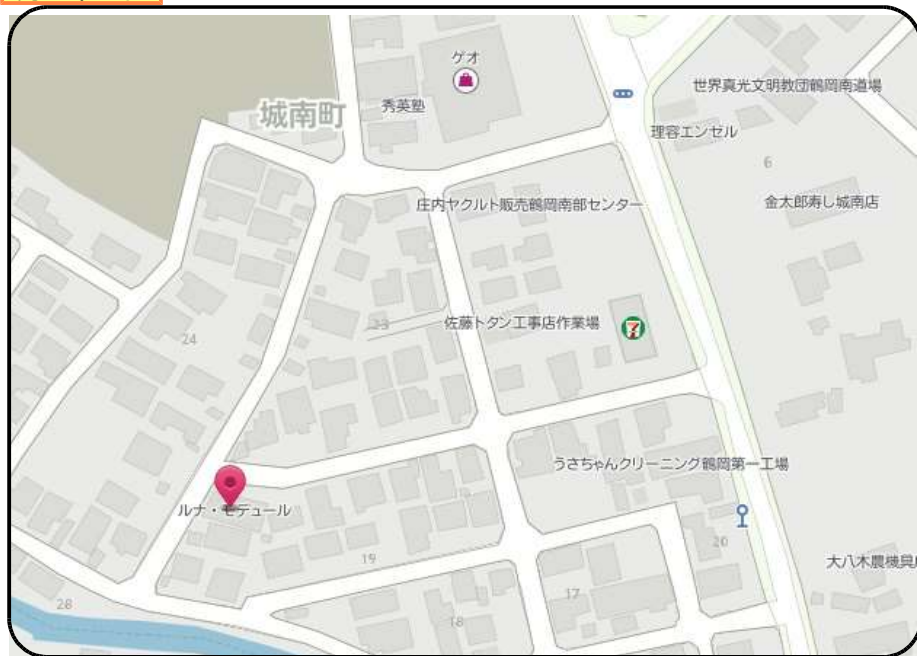 ゲオ
世界真光文明教団鶴岡南道場
秀英塾
城南町
理容エンゼル
6
庄内ヤクルト販売鶴岡南部センター
金太郎寿し城南店
23
佐藤トタン工事店作業場
7
24
うさちゃんクリーニング鶴岡第一工場
ルナ・モデュール
20
19
大八木農機具
17
28
18